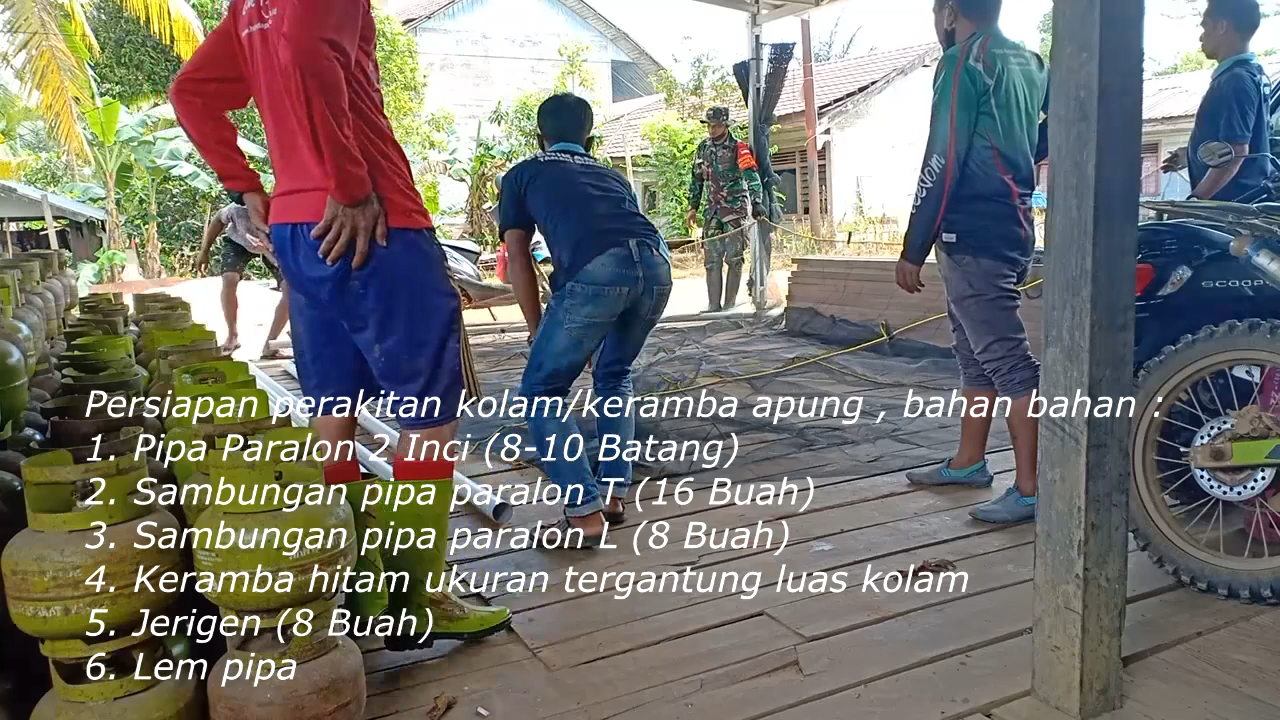 Persiapan perakitan kolam/keramba apung , bahan bahan :
1. Pipa Paralon 2 Inci (8-10 Batang)
2. Sambungan pipa paralon T (16 Buah)
3. Sambungan pipa paralon L (8 Buah)
4. Keramba hitam ukuran tergantung luas kolam
5. Jerigen (8 Buah)
6. Lem pipa